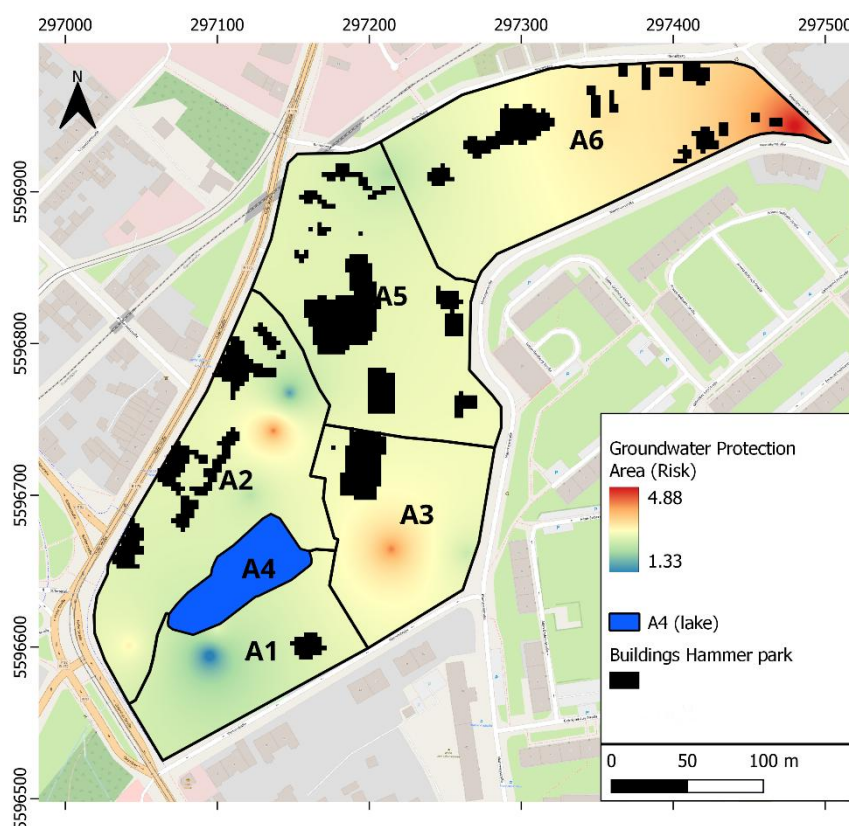 297000 297100 297200 297300 297400 297500
N
5596900
5596800
5596700
5596600
5596500
A6
A5
A2
A3
A4
A1
Groundwater Protection
Area (Risk)
4.88
1.33
A4 (lake)
Buildings Hammer park
0 50 100 m